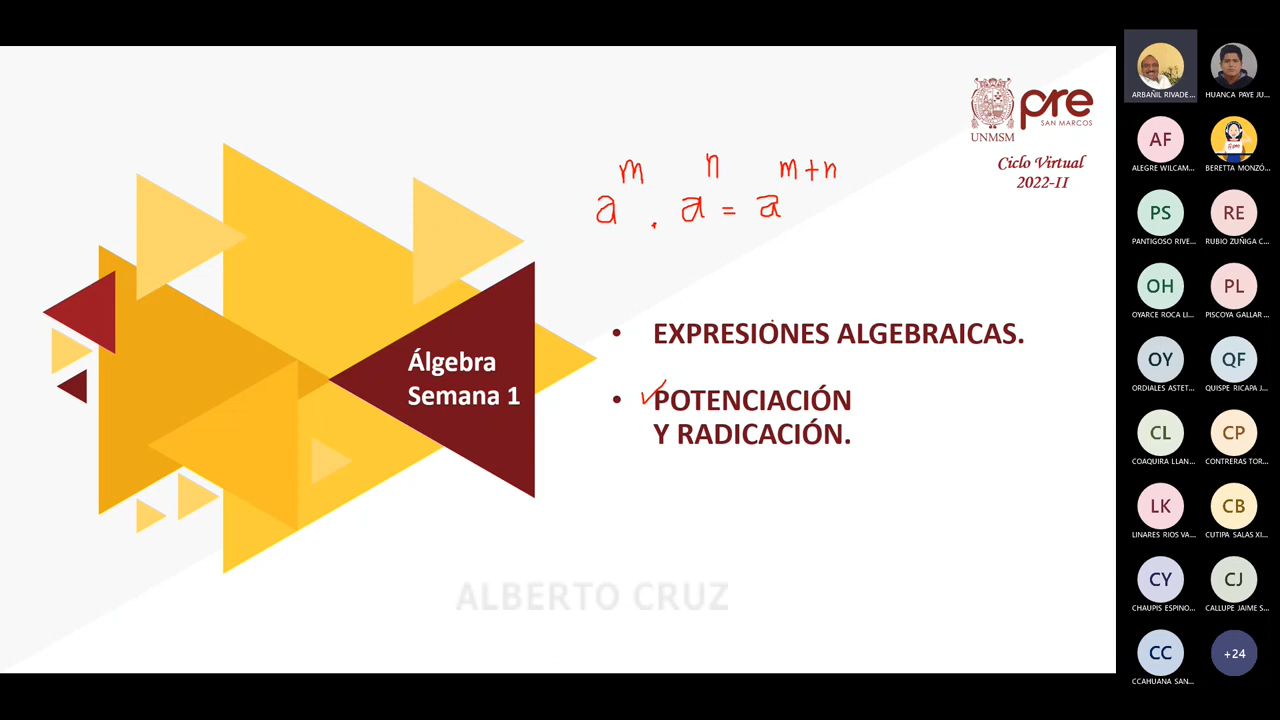 UNMSM
pre
SAN MARCOS
Ciclo Virtual
2022-II
m n m+n
a . a = a
• EXPRESIONES ALGEBRAICAS.
Álgebra
Semana 1
• POTENCIACIÓN
Y RADICACIÓN.
ALBERTO CRUZ
ARBAÑIL RIVADE...
HUANCA PAYE JU...
AF
ALEGRE WILCAM...
BERETTA MONZÓ...
PS
PANTIGOSO RIVE...
RE
RUBIO ZUÑIGA C...
OH
OYARCE ROCA LI...
PL
PISCOYA GALLAR ...
OY
ORDIALES ASTET...
QF
QUISPE RICAPA J...
CL
COAQUIRA LLAN...
CP
CONTRERAS TOR...
LK
LINARES RIOS VA...
CB
CUTIPA SALAS XI...
CY
CHAUPIS ESPINO...
CJ
CALLUPE JAIME S...
CC
CCAHUANA SAN...
+24